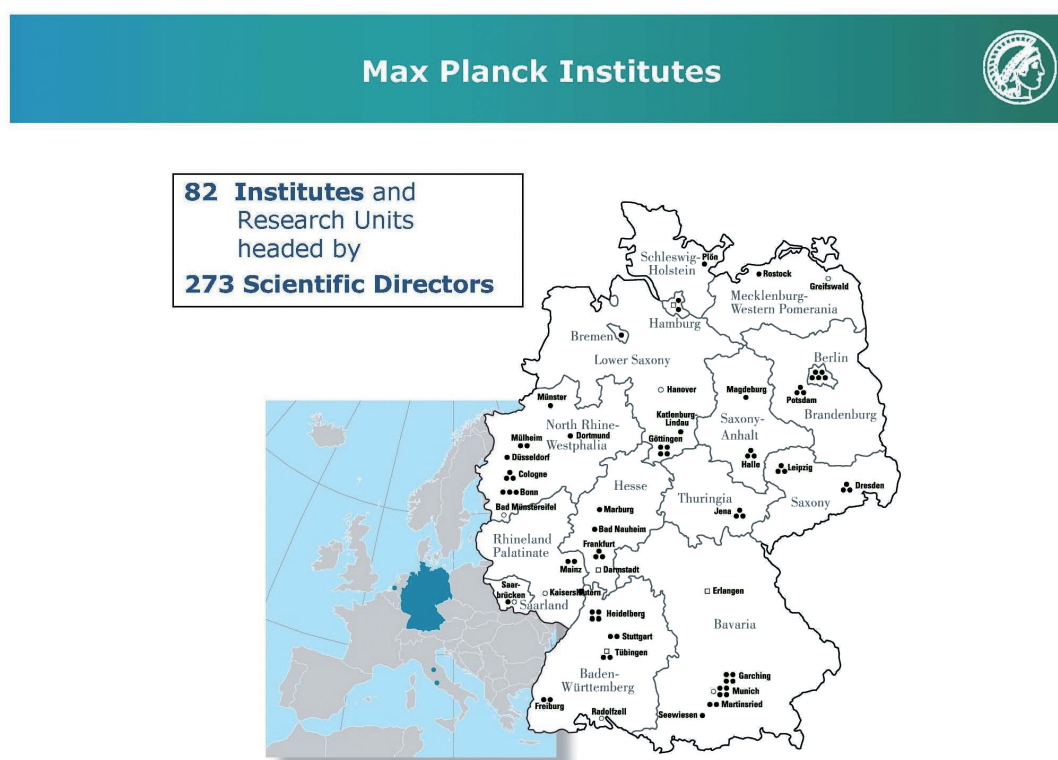 Max Planck Institutes
82 Institutes and
Research Units
headed by
273 Scientific Directors
Schleswig-
Holstein
Plön
Rostock
Greifswald
Mecklenburg-
Western Pomerania
Hamburg
Bremen
Lower Saxony
Berlin
Hanover
Magdeburg
Potsdam
Brandenburg
Münster
Katlenburg-
Lindau
Saxony-
Anhalt
North Rhine-
Westphalia
Dortmund
Mülheim
Göttingen
Düsseldorf
Halle
Leipzig
Cologne
Dresden
Hesse
Bonn
Thuringia
Saxony
Bad Münstereifel
Marburg
Jena
Bad Nauheim
Rhineland
Palatinate
Frankfurt
Mainz
Darmstadt
Saar-
brücken
Kaiserslautern
Saarland
Erlangen
Heidelberg
Bavaria
Stuttgart
Tübingen
Baden-
Württemberg
Garching
Munich
Martinsried
Freiburg
Radolfzell
Seewiesen